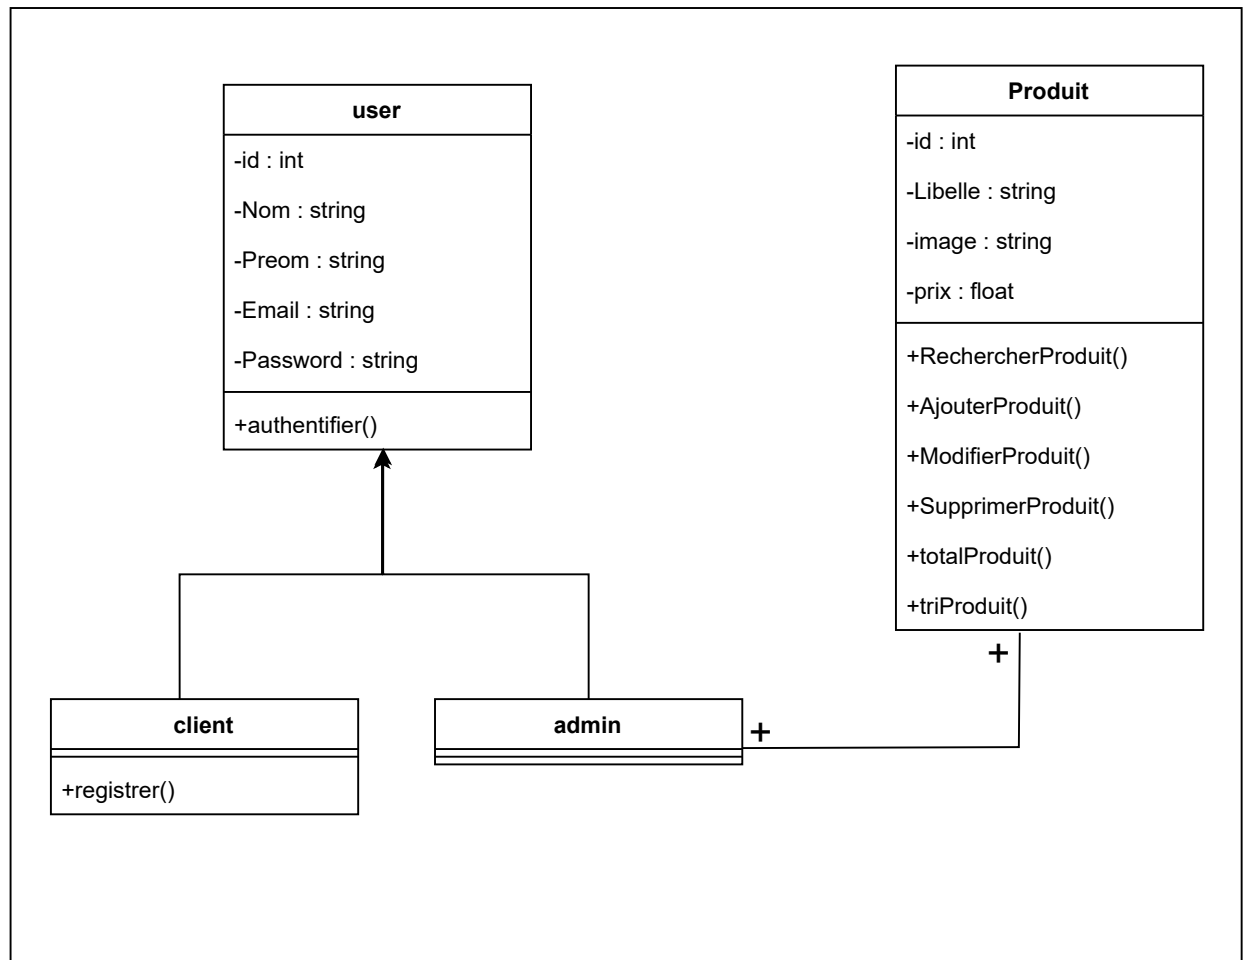 user
-id : int
-Nom : string
-Preom : string
-Email : string
-Password : string
+authentifier()
Produit
-id : int
-Libelle : string
-image : string
-prix : float
+RechercherProduit()
+AjouterProduit()
+ModifierProduit()
+SupprimerProduit()
+totalProduit()
+triProduit()
+
client
+registrer()
admin
+